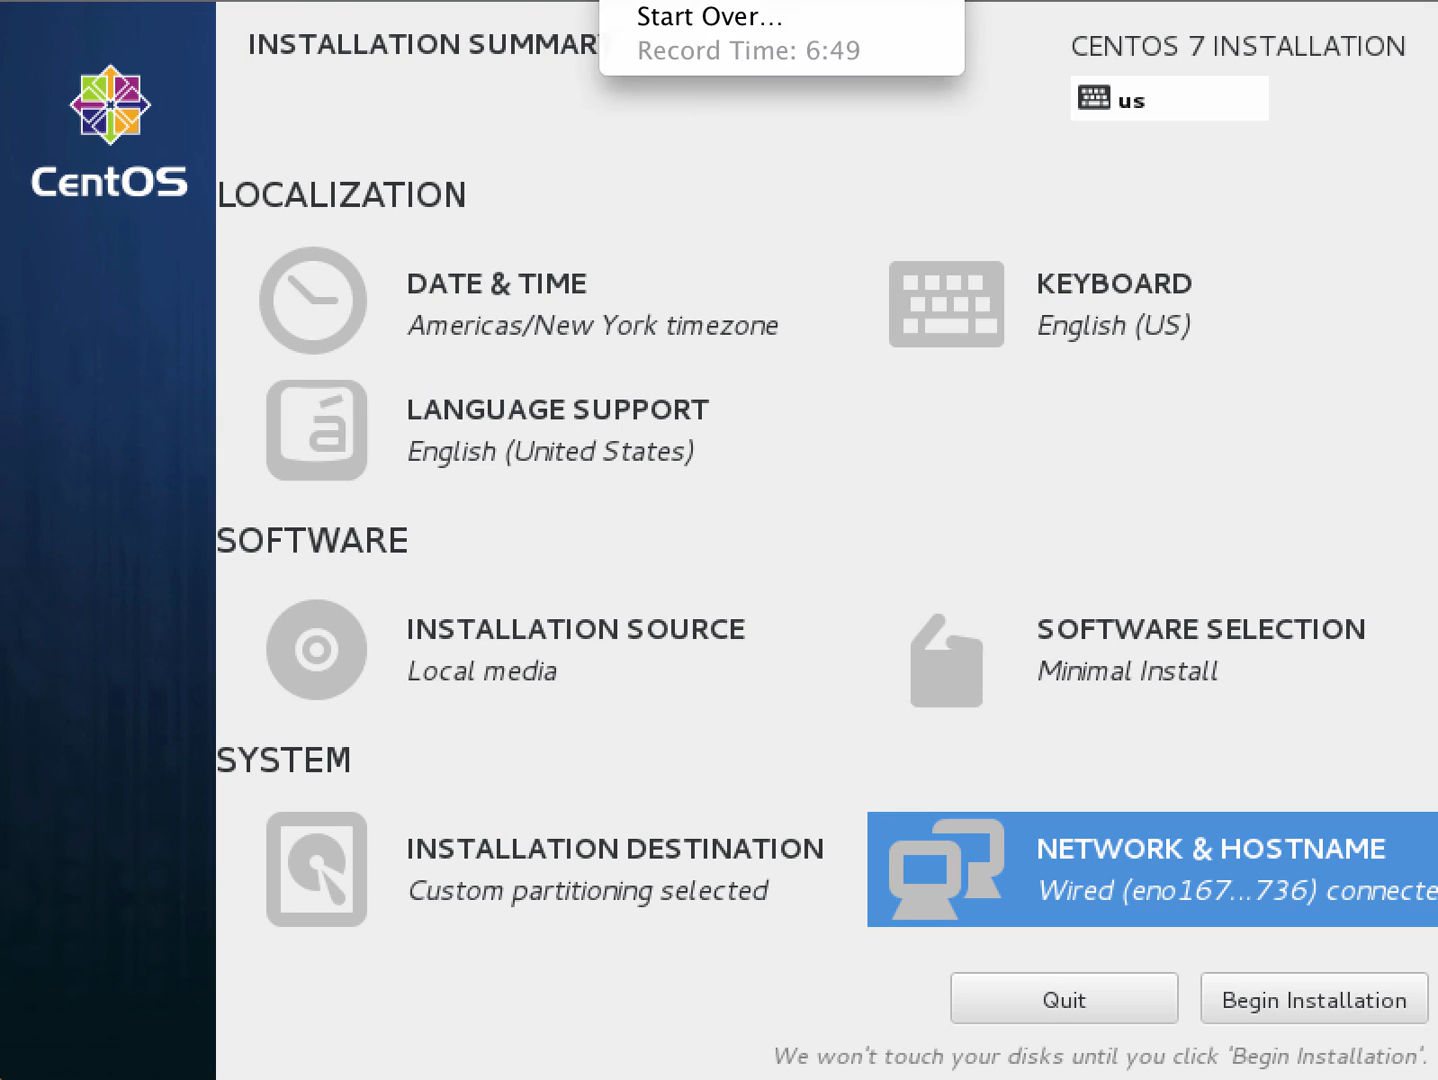 Start Over...
Record Time: 6:49
INSTALLATION SUMMAR
CENTOS 7 INSTALLATION
us
CentOS
LOCALIZATION
DATE & TIME
Americas/New York timezone
KEYBOARD
English (US)
á
LANGUAGE SUPPORT
English (United States)
SOFTWARE
INSTALLATION SOURCE
Local media
SOFTWARE SELECTION
Minimal Install
SYSTEM
INSTALLATION DESTINATION
Custom partitioning selected
NETWORK & HOSTNAME
Wired (eno167...736) connecte
Quit
Begin Installation
We won't touch your disks until you click 'Begin Installation'.